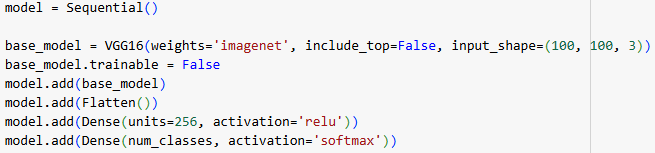 model = Sequential()
base_model = VGG16(weights='imagenet', include_top=False, input_shape=(100, 100, 3))
base_model.trainable = False
model.add(base_model)
model.add(Flatten())
model.add(Dense(units=256, activation='relu'))
model.add(Dense(num_classes, activation='softmax'))